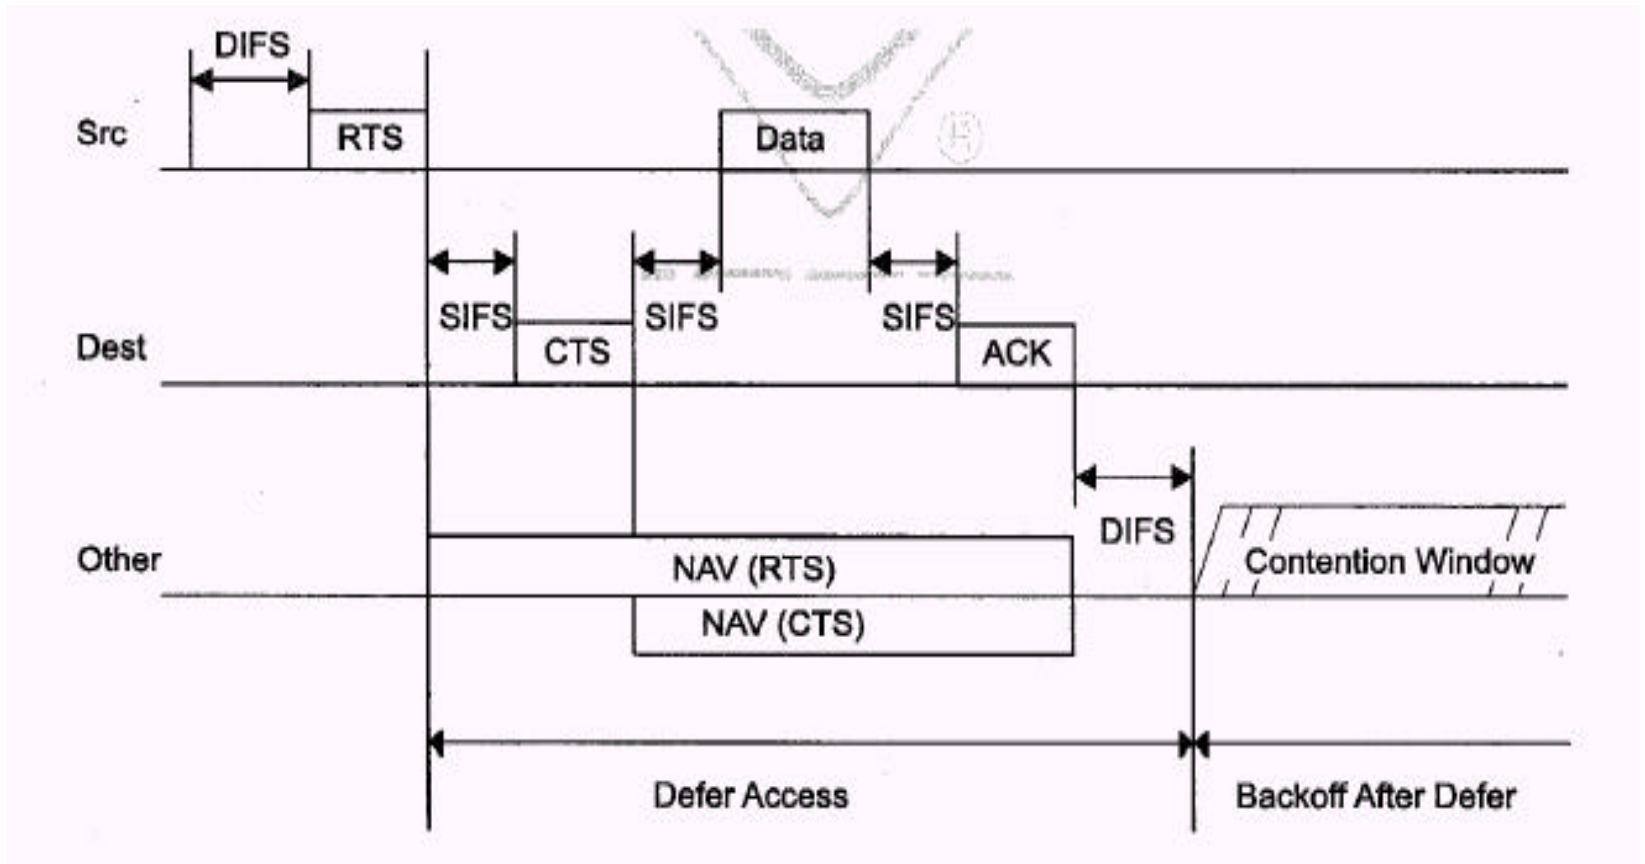 DIFS
Src
RTS
Data
SIFS
SIFS
SIFS
Dest
CTS
ACK
DIFS
Other
NAV (RTS)
Contention Window
NAV (CTS)
Defer Access
Backoff After Defer